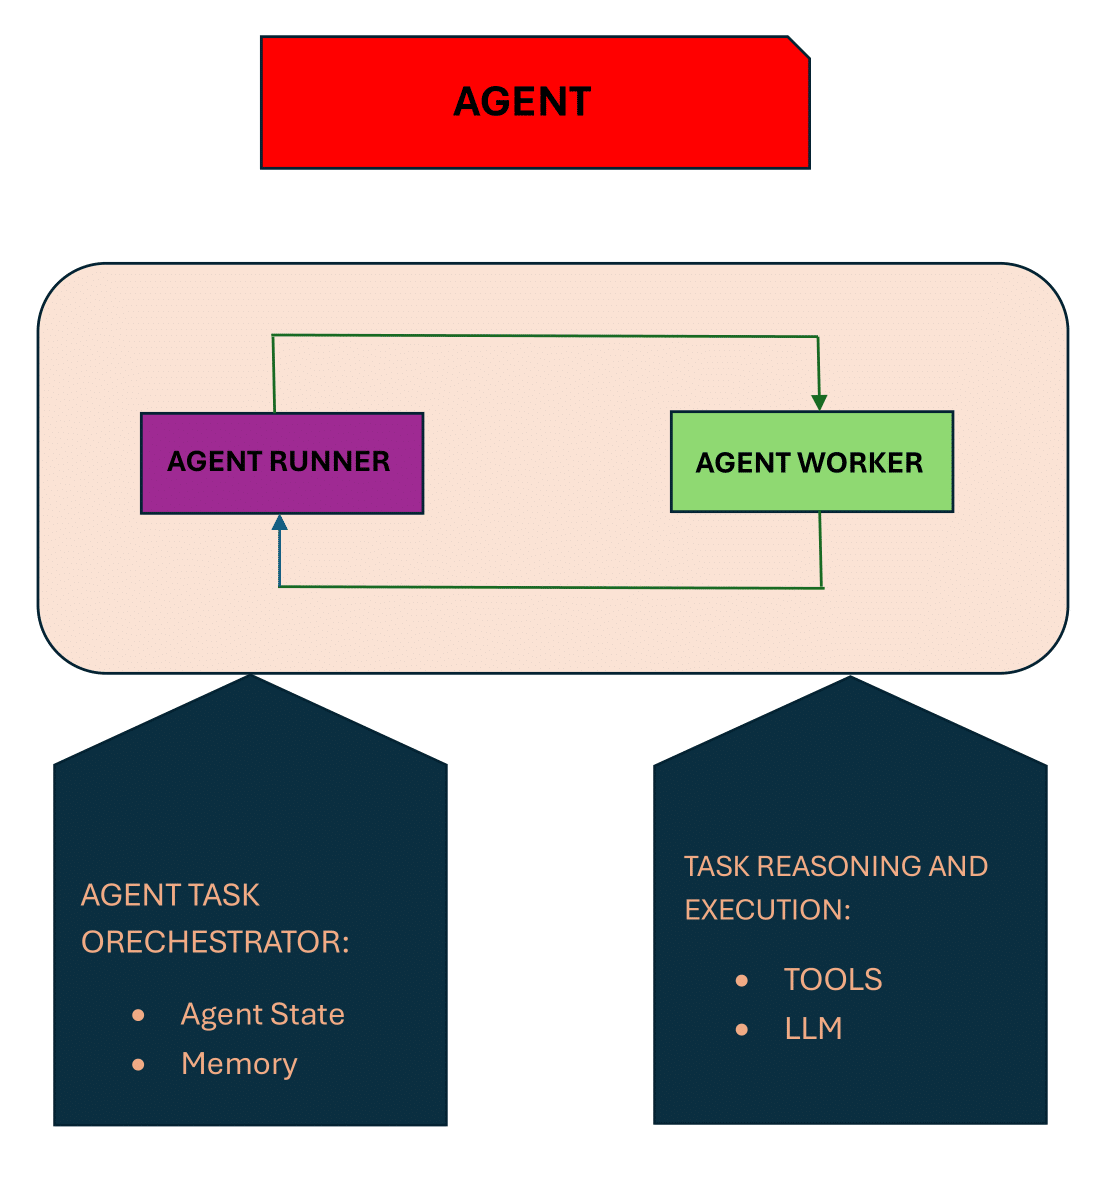 AGENT
AGENT RUNNER
AGENT WORKER
AGENT TASK
ORECHESTRATOR:
● Agent State
● Memory
TASK REASONING AND
EXECUTION:
● TOOLS
● LLM